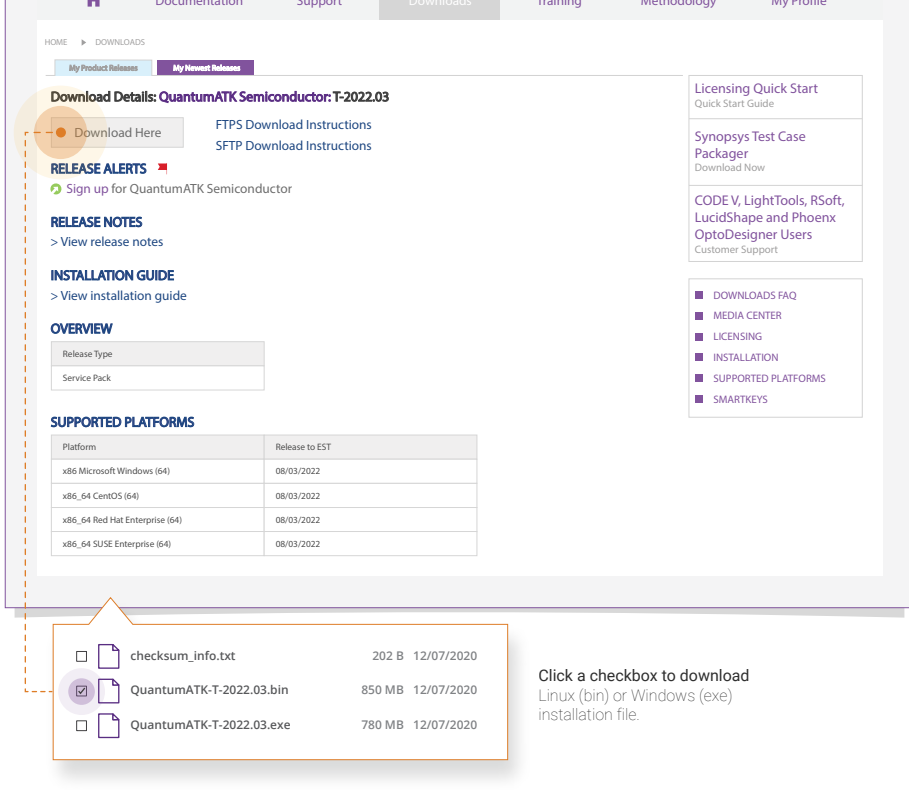 Documentation Support Downloads Training Methodology My Profile
HOME DOWNLOADS
My Product Releases My Newest Releases
Download Details: QuantumATK Semiconductor: T-2022.03
Download Here
FTPS Download Instructions
SFTP Download Instructions
RELEASE ALERTS
Sign up for QuantumATK Semiconductor
RELEASE NOTES
> View release notes
INSTALLATION GUIDE
> View installation guide
OVERVIEW
Release Type
Service Pack
SUPPORTED PLATFORMS
Platform Release to EST
x86 Microsoft Windows (64) 08/03/2022
x86_64 CentOS (64) 08/03/2022
x86_64 Red Hat Enterprise (64) 08/03/2022
x86_64 SUSE Enterprise (64) 08/03/2022
Licensing Quick Start
Quick Start Guide
Synopsys Test Case
Packager
Download Now
CODE V, LightTools, RSoft,
LucidShape and Phoenx
OptoDesigner Users
Customer Support
DOWNLOADS FAQ
MEDIA CENTER
LICENSING
INSTALLATION
SUPPORTED PLATFORMS
SMARTKEYS
checksum_info.txt 202 B 12/07/2020
QuantumATK-T-2022.03.bin 850 MB 12/07/2020
QuantumATK-T-2022.03.exe 780 MB 12/07/2020
Click a checkbox to download
Linux (bin) or Windows (exe)
installation file.